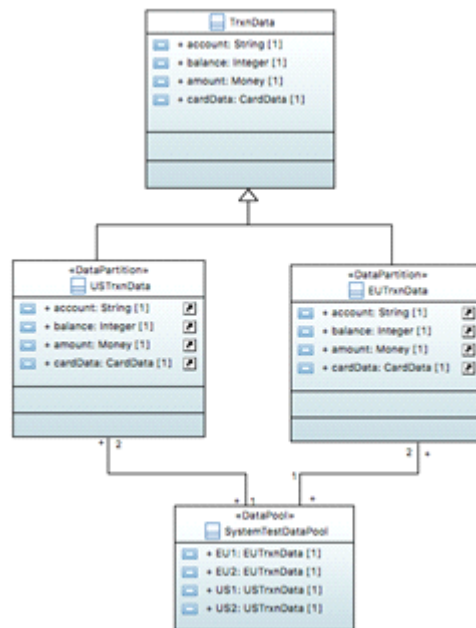 TrxnData
+ account: String [1]
+ balance: Integer [1]
+ amount: Money [1]
+ cardData: CardData [1]
«DataPartition»
USTrxnData
+ account: String [1]
+ balance: Integer [1]
+ amount: Money [1]
+ cardData: CardData [1]
«DataPartition»
EUTrxnData
+ account: String [1]
+ balance: Integer [1]
+ amount: Money [1]
+ cardData: CardData [1]
+ 2
2 +
+ 1
1 +
«DataPool»
SystemTestDataPool
+ EU1: EUTrxnData [1]
+ EU2: EUTrxnData [1]
+ US1: USTrxnData [1]
+ US2: USTrxnData [1]